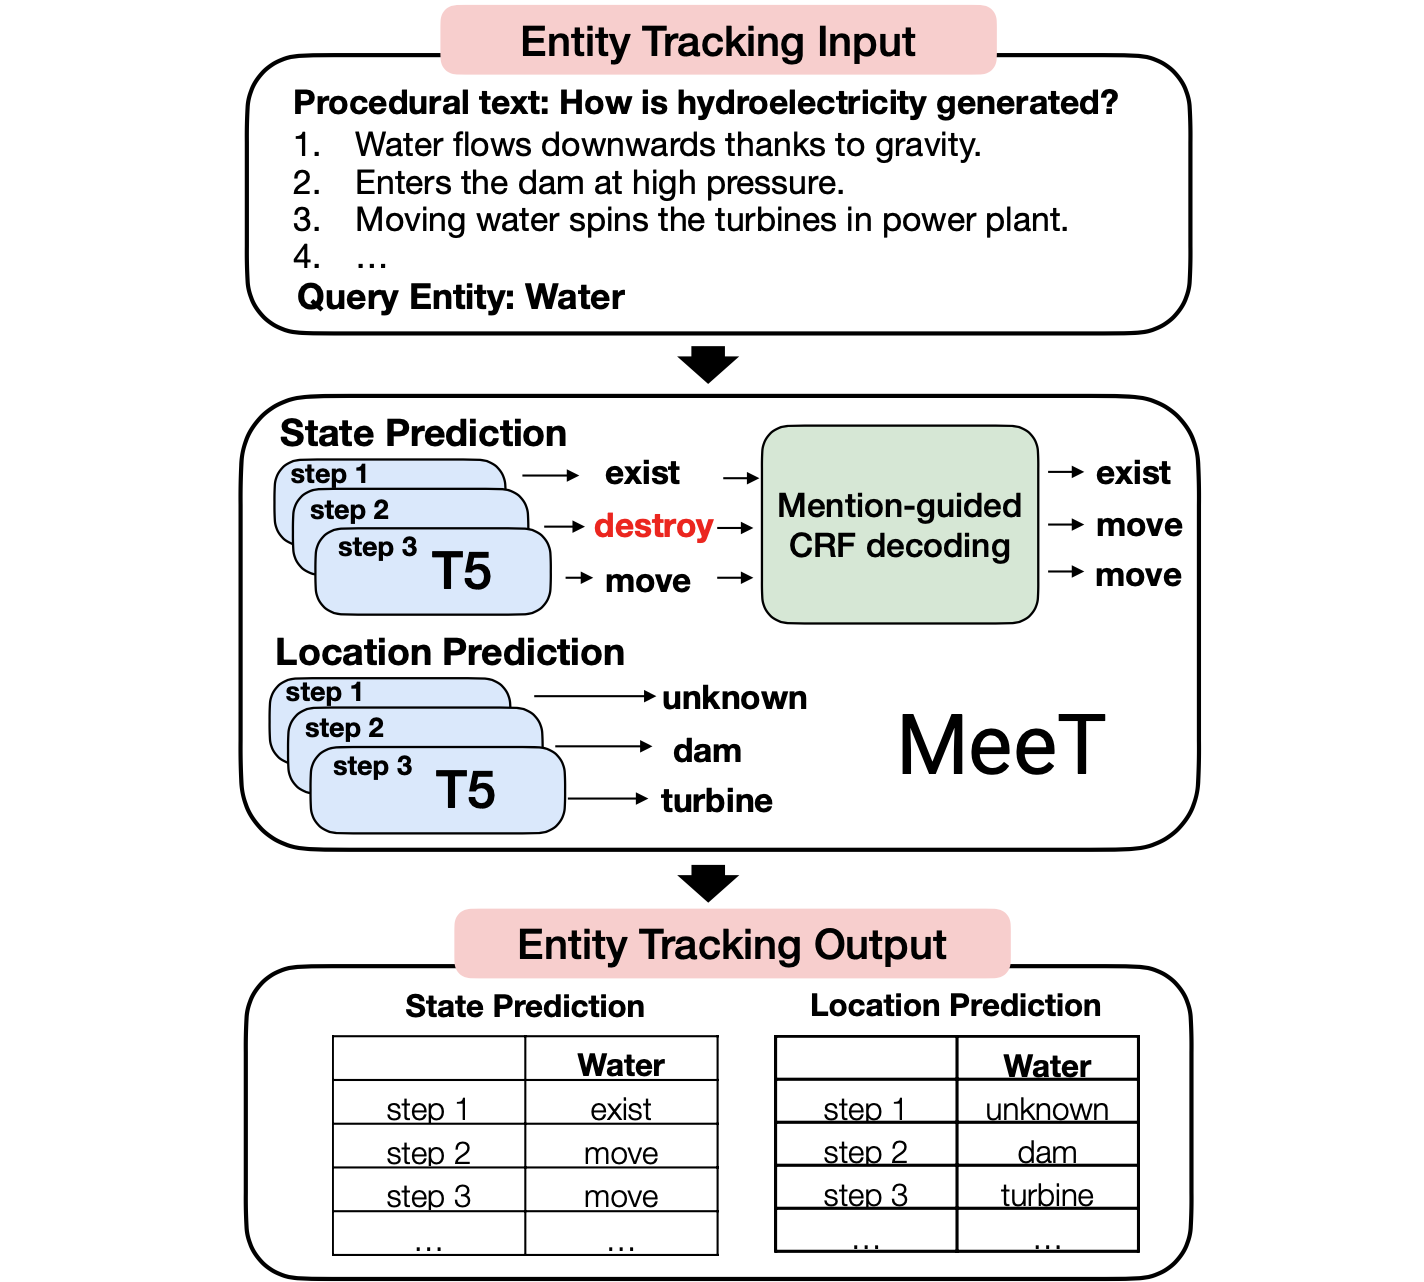 Entity Tracking Input
Procedural text: How is hydroelectricity generated?
1. Water flows downwards thanks to gravity.
2. Enters the dam at high pressure.
3. Moving water spins the turbines in power plant.
4. ...
Query Entity: Water
State Prediction
step 1
step 2
step 3 T5
exist
destroy
move
Mention-guided
CRF decoding
exist
move
move
Location Prediction
step 1
step 2
step 3 T5
unknown
dam
turbine
MeeT
Entity Tracking Output
State Prediction
Water
step 1 exist
step 2 move
step 3 move
... ...
Location Prediction
Water
step 1 unknown
step 2 dam
step 3 turbine
... ...